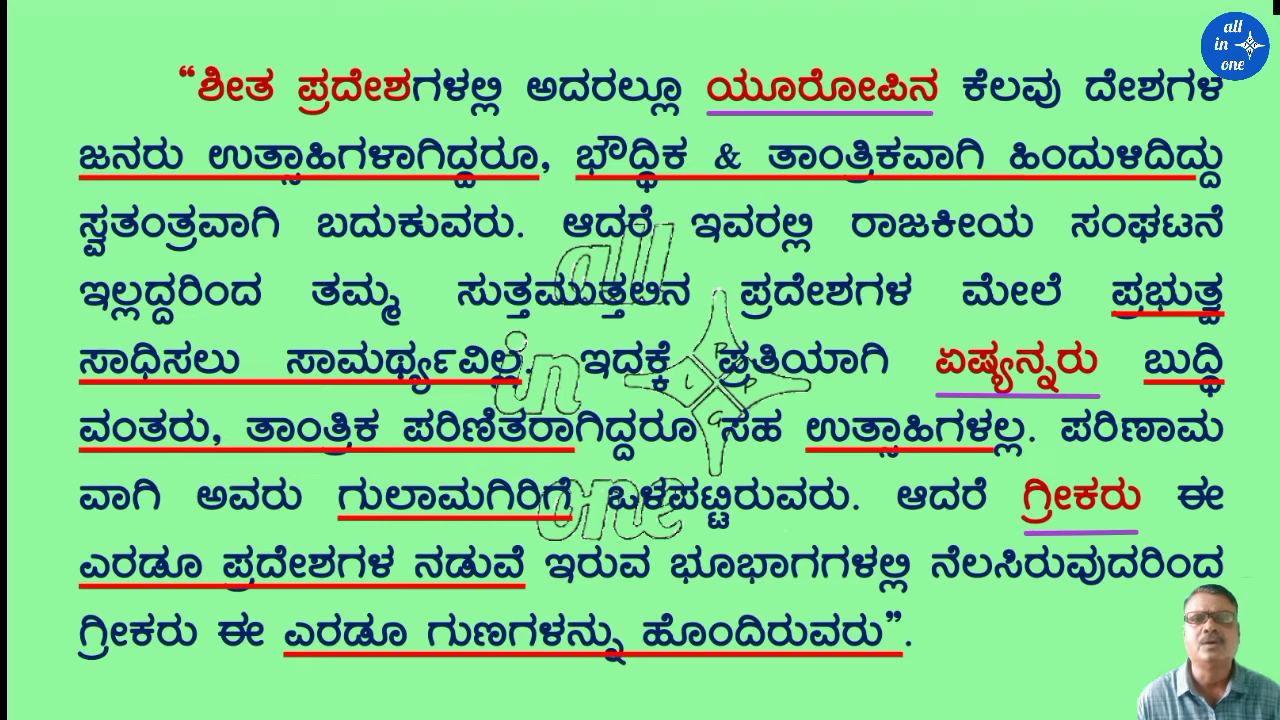 all
in
one
“ಶೀತ ಪ್ರದೇಶಗಳಲ್ಲಿ ಅದರಲ್ಲೂ ಯೂರೋಪಿನ ಕೆಲವು ದೇಶಗಳ
ಜನರು ಉತ್ಸಾಹಿಗಳಾಗಿದ್ದರೂ, ಭೌದ್ಧಿಕ & ತಾಂತ್ರಿಕವಾಗಿ ಹಿಂದುಳಿದಿದ್ದು
ಸ್ವತಂತ್ರವಾಗಿ ಬದುಕುವರು. ಆದರೆ ಇವರಲ್ಲಿ ರಾಜಕೀಯ ಸಂಘಟನೆ
ಇಲ್ಲದ್ದರಿಂದ ತಮ್ಮ ಸುತ್ತಮುತ್ತಲಿನ ಪ್ರದೇಶಗಳ ಮೇಲೆ ಪ್ರಭುತ್ವ
ಸಾಧಿಸಲು ಸಾಮರ್ಥ್ಯವಿಲ್ಲ. ಇದಕ್ಕೆ ಪ್ರತಿಯಾಗಿ ಏಷ್ಯನ್ನರು ಬುದ್ಧಿ
ವಂತರು, ತಾಂತ್ರಿಕ ಪರಿಣಿತರಾಗಿದ್ದರೂ ಸಹ ಉತ್ಸಾಹಿಗಳಲ್ಲ. ಪರಿಣಾಮ
ವಾಗಿ ಅವರು ಗುಲಾಮಗಿರಿಗೆ ಒಳಪಟ್ಟಿರುವರು. ಆದರೆ ಗ್ರೀಕರು ಈ
ಎರಡೂ ಪ್ರದೇಶಗಳ ನಡುವೆ ಇರುವ ಭೂಭಾಗಗಳಲ್ಲಿ ನೆಲಸಿರುವುದರಿಂದ
ಗ್ರೀಕರು ಈ ಎರಡೂ ಗುಣಗಳನ್ನು ಹೊಂದಿರುವರು”.
all
in
one